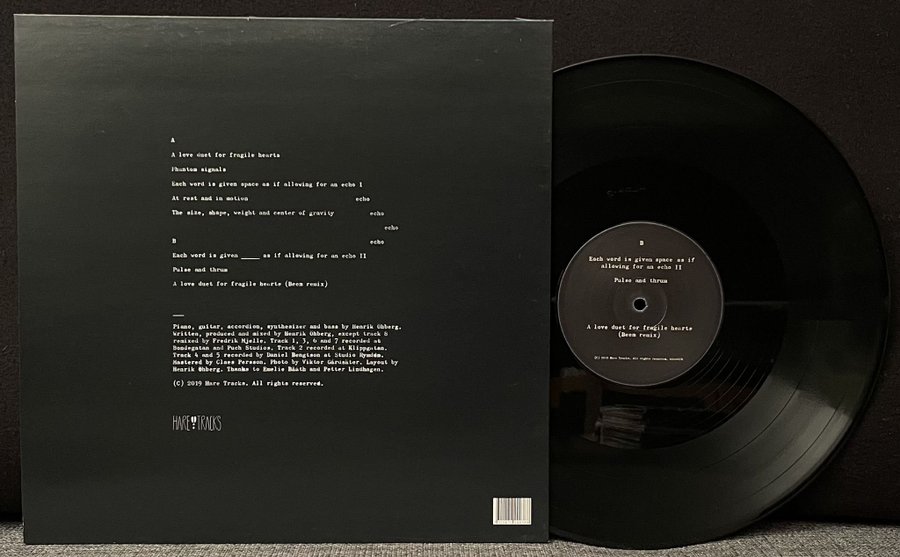 A
A love duet for fragile hearts
Phantom signals
Each word is given space as if allowing for an echo I
At rest and in motion echo
The size, shape, weight and center of gravity echo
echo
B echo
Each word is given _____ as if allowing for an echo II
Pulse and thrum
A love duet for fragile hearts (Beem remix)
Piano, guitar, accordion, synthesizer and bass by Henrik Öhberg.
Written, produced and mixed by Henrik Öhberg, except track 8
remixed by Fredrik Mjelle. Track 1, 3, 6 and 7 recorded at
Bondegatan and Puch Studios. Track 2 recorded at Klippgatan.
Track 4 and 5 recorded by Daniel Bengtson at Studio Rymden.
Mastered by Claes Persson. Photo by Viktor Gårdsäter. Layout by
Henrik Öhberg. Thanks to Emelie Bååth and Petter Lindhagen.
(C) 2019 Hare Tracks. All rights reserved.
HARE TRACKS
B
Each word is given space as if
allowing for an echo II
Pulse and thrum
A love duet for fragile hearts
(Beem remix)
(C) 2019 Hare Tracks. All rights reserved.